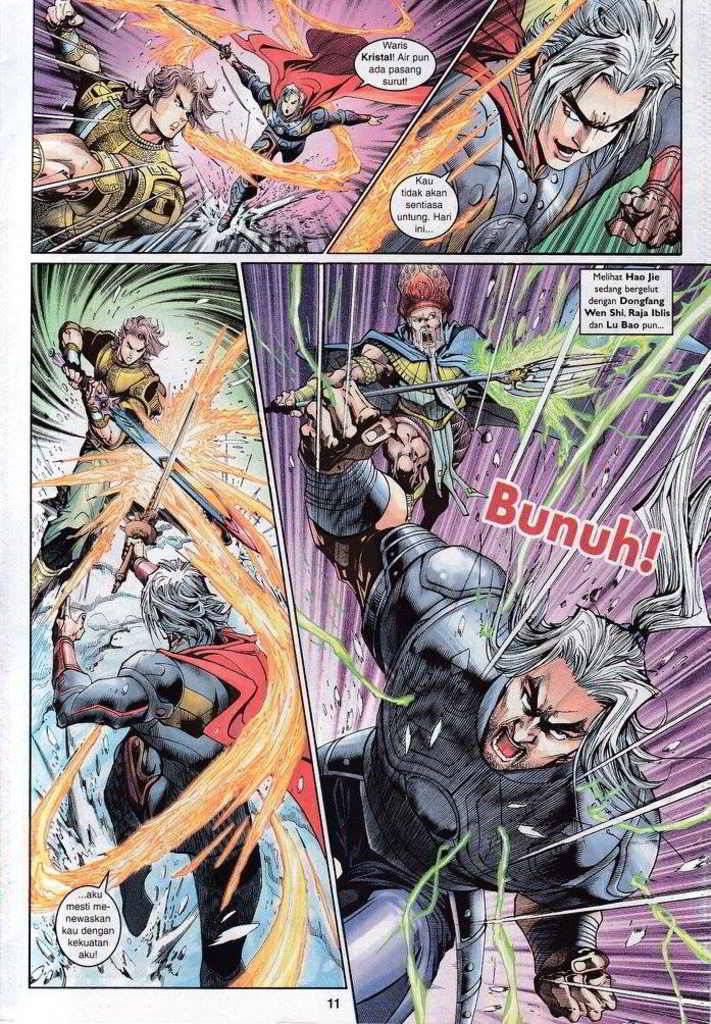 Waris
Kristal! Air pun
ada pasang
surut!
Kau
tidak akan
sentiasa
untung. Hari
ini...
Melihat Hao Jie
sedang bergelut
dengan Dongfang
Wen Shi, Raja Iblis
dan Lu Bao pun...
Bunuh!
...aku
mesti me-
newaskan
kau dengan
kekuatan
aku!
11